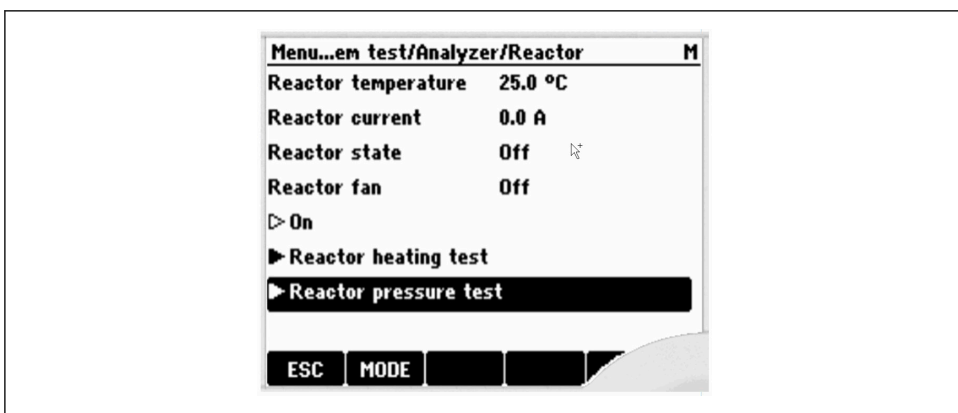 Menu...em test/Analyzer/Reactor M
Reactor temperature 25.0 °C
Reactor current 0.0 A
Reactor state Off
Reactor fan Off
▷ On
▶ Reactor heating test
▶ Reactor pressure test
ESC MODE